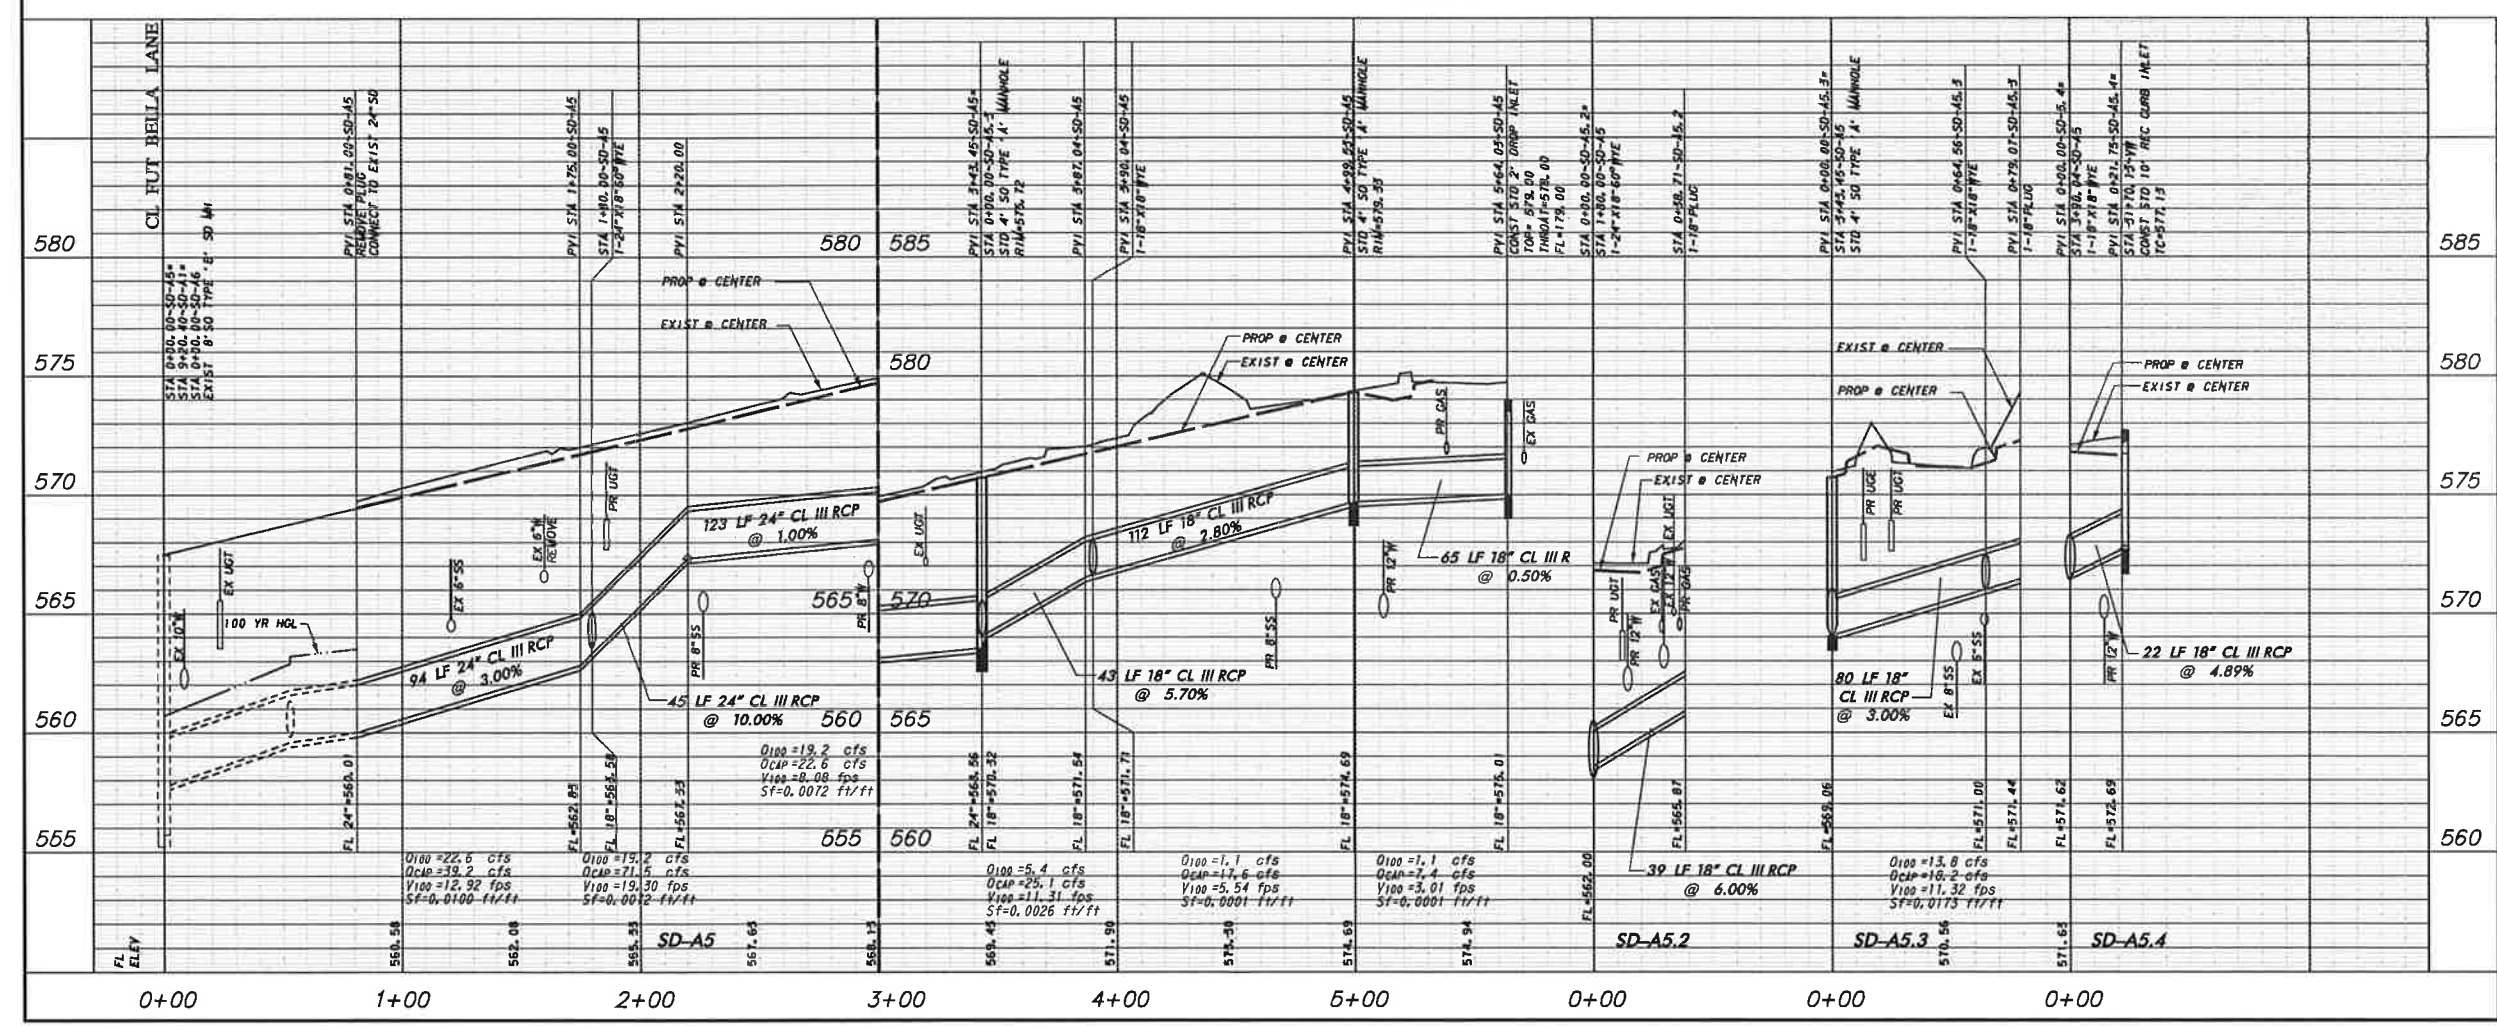 CL FUT BELLA LANE
STA 0+00.00~SD-A5=
STA 9+20.40~SD-A1=
STA 0+00.00~SD-A6
EXIST 8' SQ TYPE 'B' SD MH
PVI STA 0+81.00~SD-A5
REMOVE PLUG
CONNECT TO EXIST 24" SD
PVI STA 1+75.00~SD-A5
STA 1+80.00~SD-A5
1-24"X18" 60° WYE
PVI STA 2+20.00
PVI STA 3+43.45~SD-A5=
STA 0+00.00~SD-A5.3
STD 4' SQ TYPE 'A' MANHOLE
RIM=575.72
PVI STA 3+87.04~SD-A5
PVI STA 3+90.04~SD-A5
1-18"X18" WYE
PVI STA 4+99.53~SD-A5
STD 4' SQ TYPE 'A' MANHOLE
RIM=579.33
PVI STA 5+64.05~SD-A5
CONST STD 2' DROP INLET
TOP= 579.00
THROAT=578.00
FL=179.00
STA 0+00.00~SD-A5.2=
STA 1+80.00~SD-A5
1-24"X18" 60° WYE
STA 0+38.71~SD-A5.2
1-18" PLUG
PVI STA 0+00.00~SD-A5.3=
STA 3+43.45~SD-A5
STD 4' SQ TYPE 'A' MANHOLE
PVI STA 0+64.56~SD-A5.3
1-18"X18" WYE
PVI STA 0+79.07~SD-A5.3
1-18" PLUG
PVI STA 0+00.00~SD-5.4=
STA 3+90.04~SD-A5
1-18"X18" WYE
PVI STA 0+21.75~SD-A5.4=
CONST STD 10' REC CURB INLET
TC=577.15
580 580 585 585
575 580 580
570 575 575
565 565 570 570
560 560 565 565
565 555 560 560
PROP @ CENTER
EXIST @ CENTER
PROP @ CENTER
EXIST @ CENTER
PROP @ CENTER
EXIST @ CENTER
EXIST @ CENTER
PROP @ CENTER
PROP @ CENTER
EXIST @ CENTER
EX UGT
100 YR HGL
EX 6"SS
EX 6"W
REMOVE
PR UGT
PR 8"SS
PR 8"W
EX UGT
PR 8"SS
PR 12"W
PR GAS
EX GAS
PR UGT
PR 12"W
EX GAS
EX 12"W
EX UGT
PR GAS
PR UGE
PR UGT
EX 8"SS
EX 6"SS
PR 12"W
94 LF 24" CL III RCP
@ 3.00%
123 LF 24" CL III RCP
@ 1.00%
45 LF 24" CL III RCP
@ 10.00%
43 LF 18" CL III RCP
@ 5.70%
112 LF 18" CL III RCP
@ 2.80%
65 LF 18" CL III R
@ 0.50%
39 LF 18" CL III RCP
@ 6.00%
80 LF 18"
CL III RCP
@ 3.00%
22 LF 18" CL III RCP
@ 4.89%
FL 24"=560.01
FL=562.83
FL 18"=563.58
FL=567.33
FL 24"=568.56
FL 18"=570.32
FL 18"=571.54
FL 18"=571.71
FL 18"=574.69
FL 18"=575.01
FL=562.00
FL=565.87
FL=569.06
FL=571.00
FL=571.44
FL=571.62
FL=572.69
Q100 =19.2 cfs
QCAP =22.6 cfs
V100 =8.08 fps
Sf=0.0072 ft/ft
Q100 =22.6 cfs
QCAP =39.2 cfs
V100 =12.92 fps
Sf=0.0100 ft/ft
Q100 =19.2 cfs
QCAP =71.5 cfs
V100 =19.30 fps
Sf=0.0072 ft/ft
Q100 =5.4 cfs
QCAP =25.1 cfs
V100 =11.31 fps
Sf=0.0026 ft/ft
Q100 =1.1 cfs
QCAP =17.6 cfs
V100 =5.54 fps
Sf=0.0001 ft/ft
Q100 =1.1 cfs
QCAP =7.4 cfs
V100 =3.01 fps
Sf=0.0001 ft/ft
Q100 =13.8 cfs
QCAP =18.2 cfs
V100 =11.32 fps
Sf=0.0173 ft/ft
FL
ELEV
560.58
562.08
565.33
567.63
568.13
569.45
571.90
573.30
574.69
574.94
570.56
571.63
SD-A5
SD-A5.2
SD-A5.3
SD-A5.4
0+00 1+00 2+00 3+00 4+00 5+00 0+00 0+00 0+00